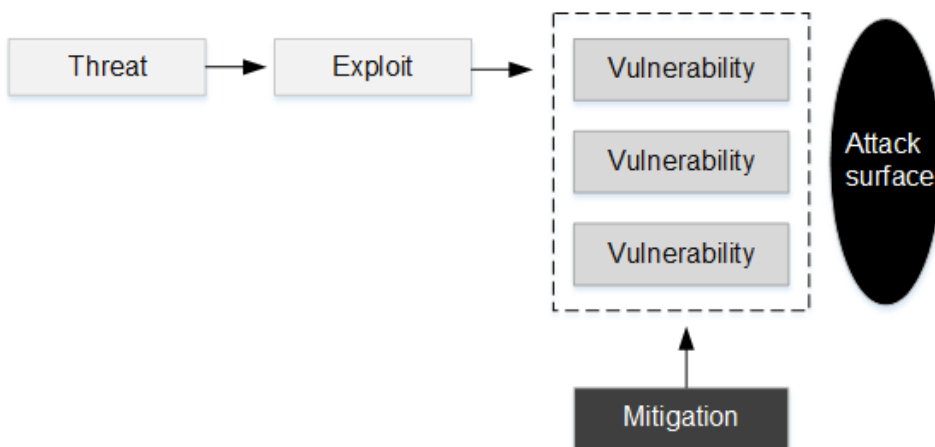 Threat
Exploit
Vulnerability
Vulnerability
Vulnerability
Attack
surface
Mitigation